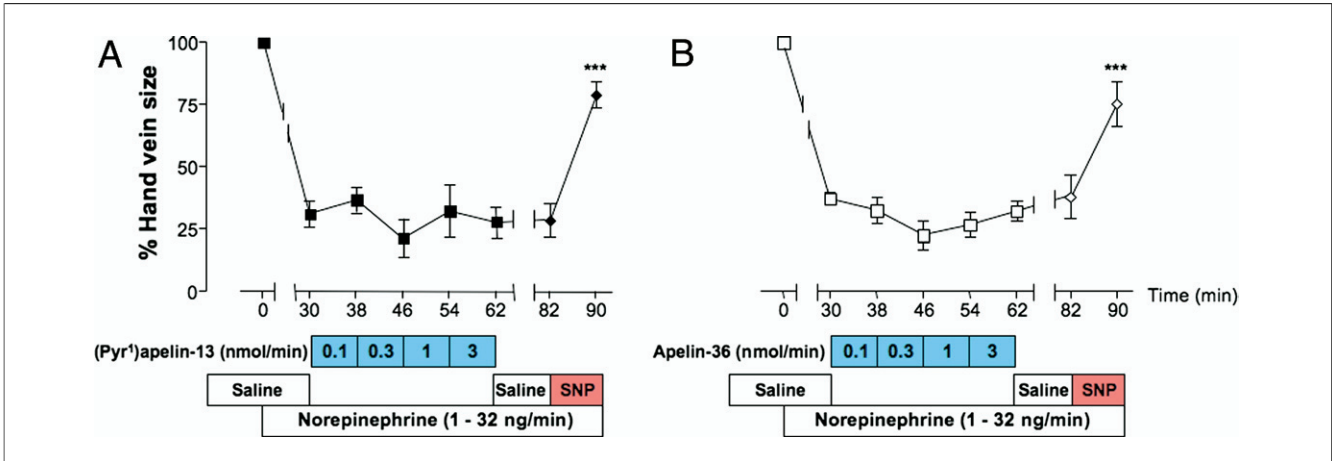 A
B
% Hand vein size
100
75
50
25
0
***
***
0 30 38 46 54 62 82 90
0 30 38 46 54 62 82 90
Time (min)
(Pyr¹)apelin-13 (nmol/min) 0.1 0.3 1 3
Apelin-36 (nmol/min) 0.1 0.3 1 3
Saline Saline SNP
Saline Saline SNP
Norepinephrine (1 - 32 ng/min)
Norepinephrine (1 - 32 ng/min)